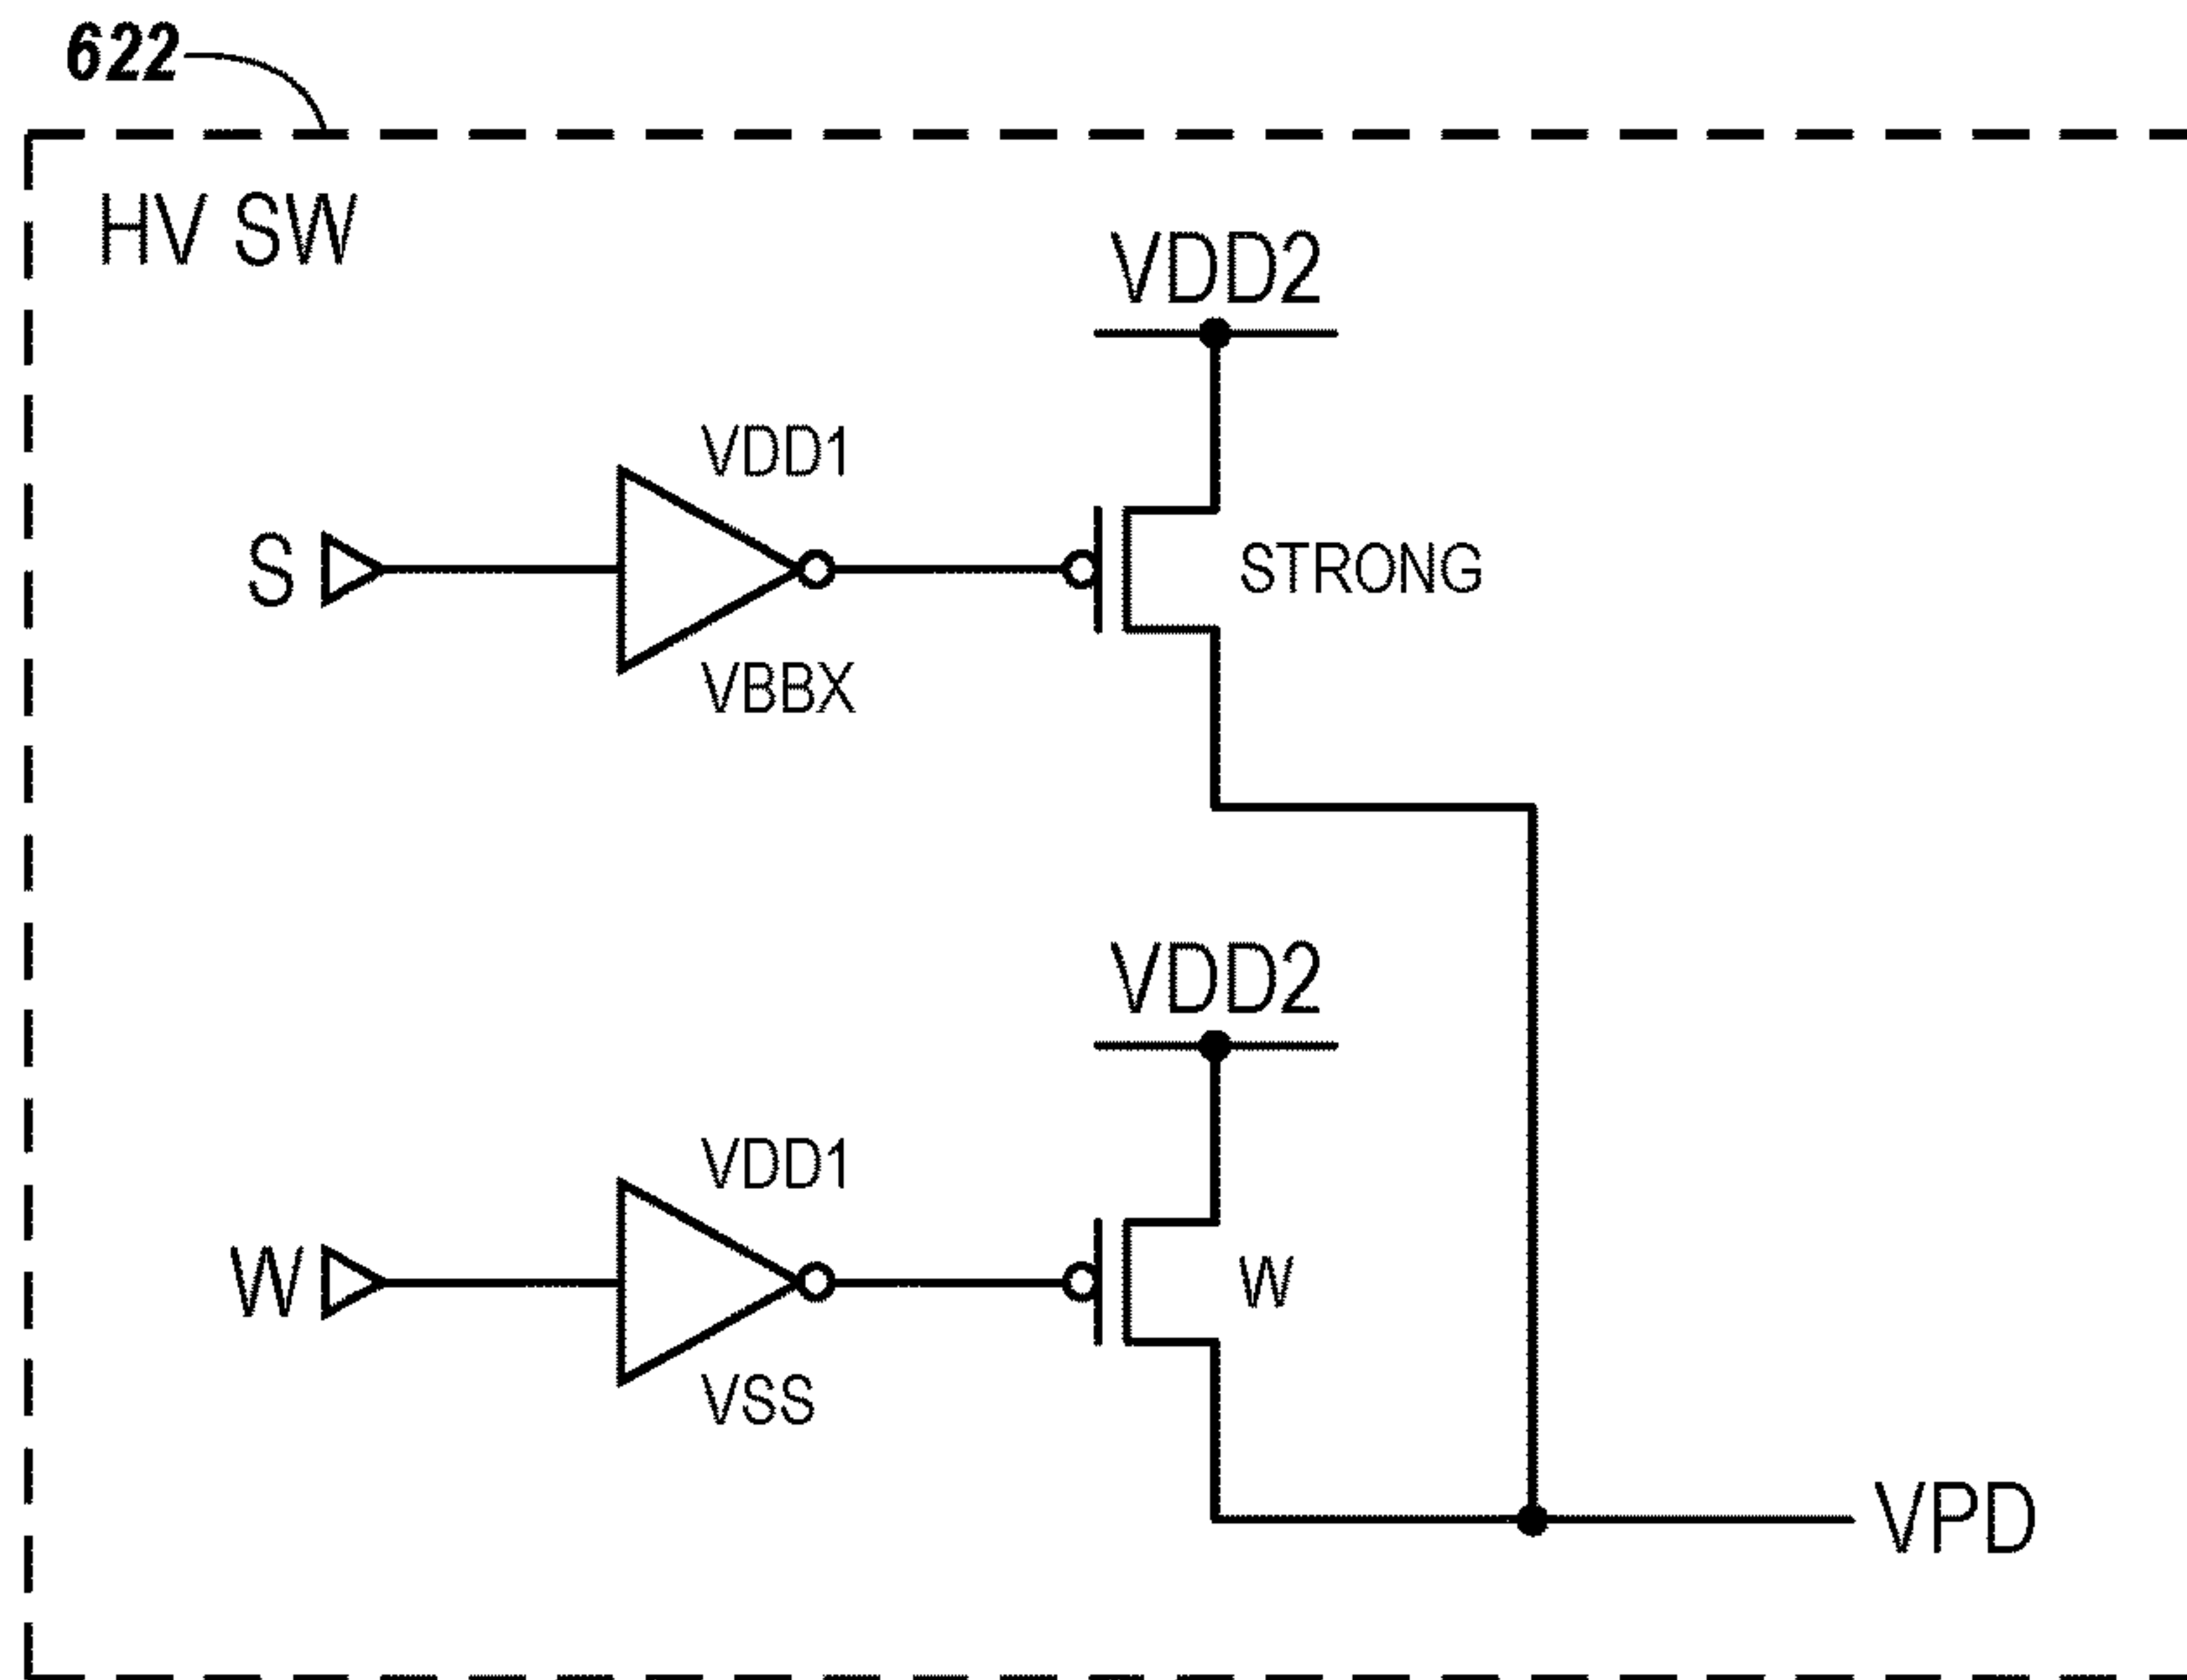 622
HV SW
VDD2
VDD1
S
STRONG
VBBX
VDD2
VDD1
W
W
VSS
VPD